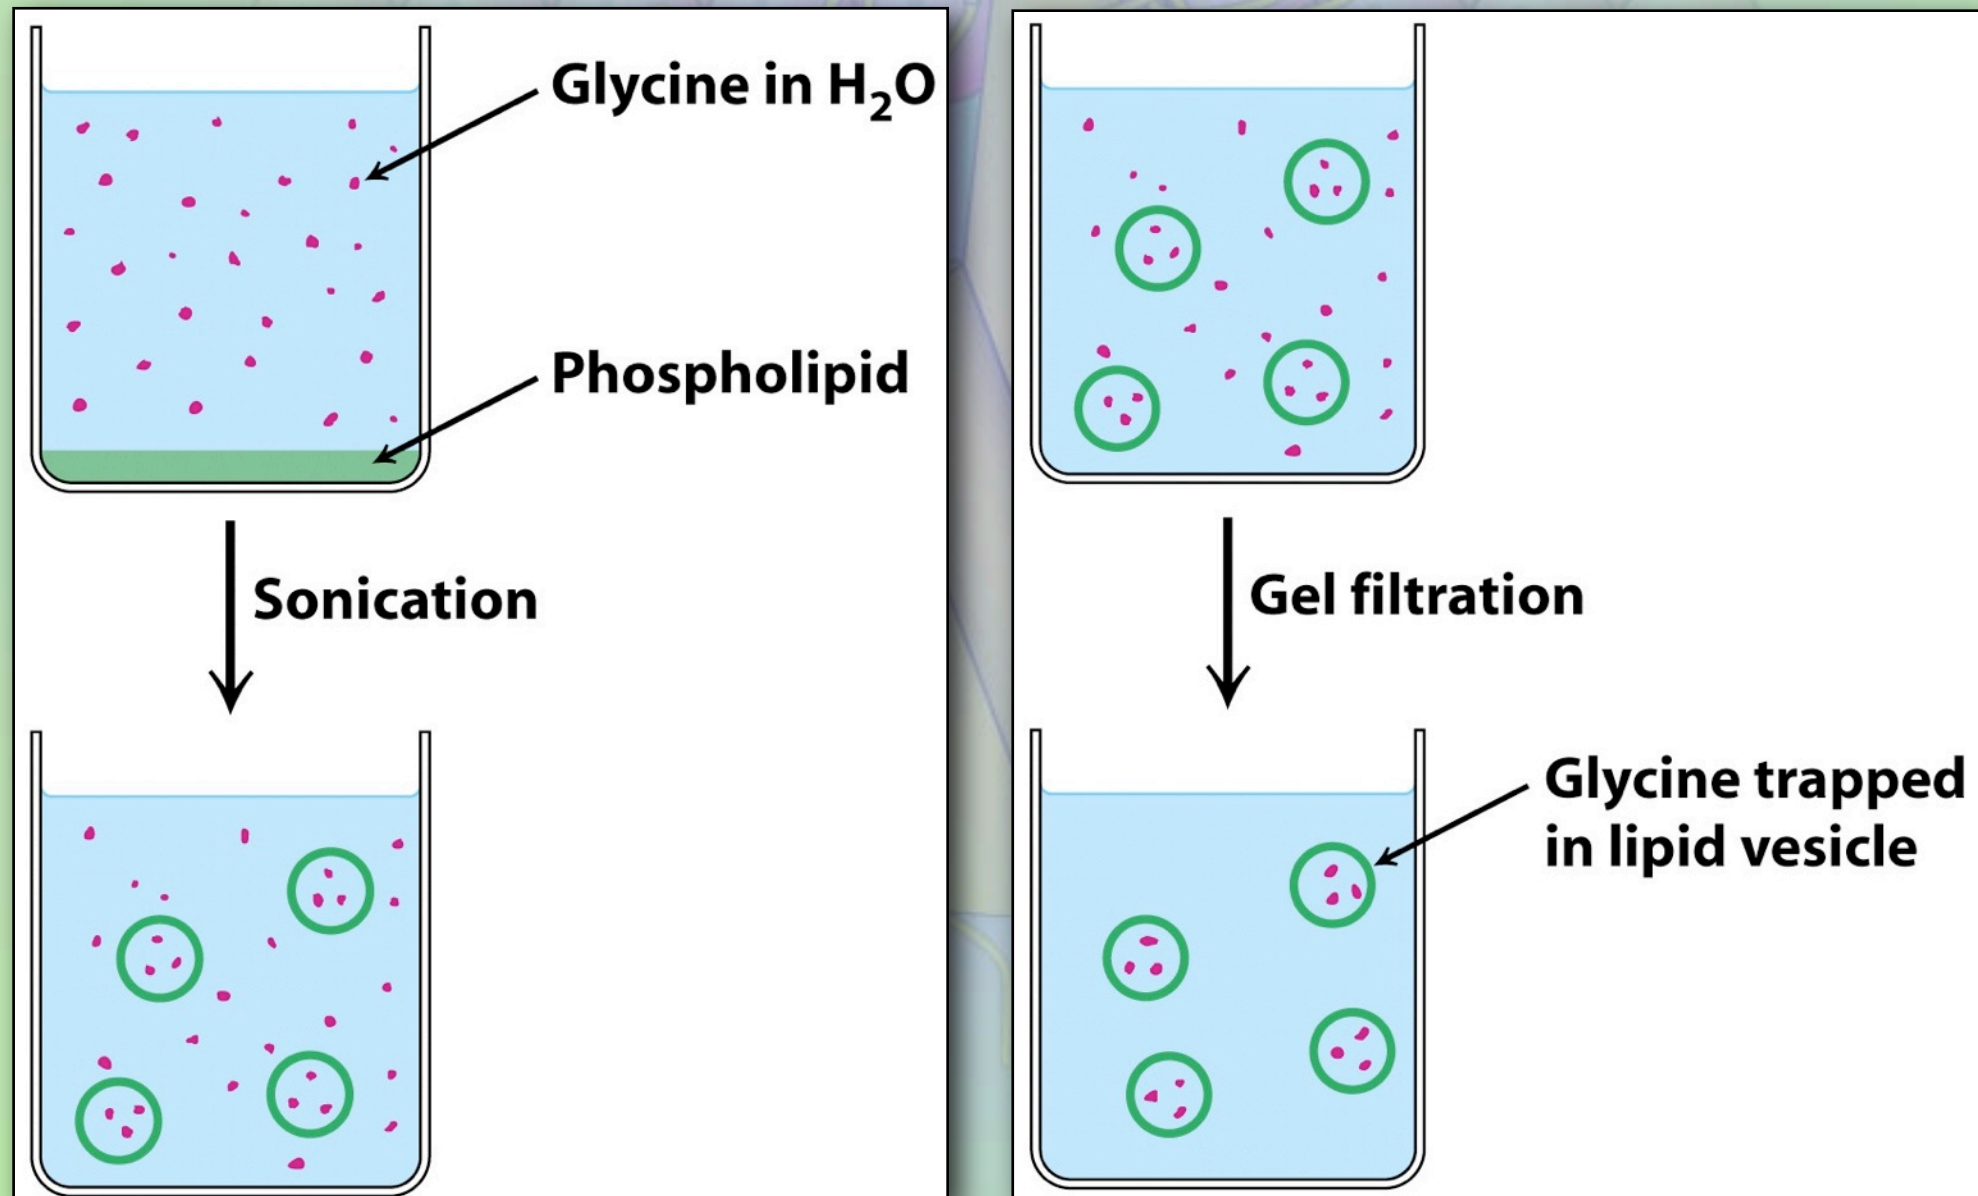 Glycine in H₂O
Phospholipid
Sonication
Gel filtration
Glycine trapped
in lipid vesicle